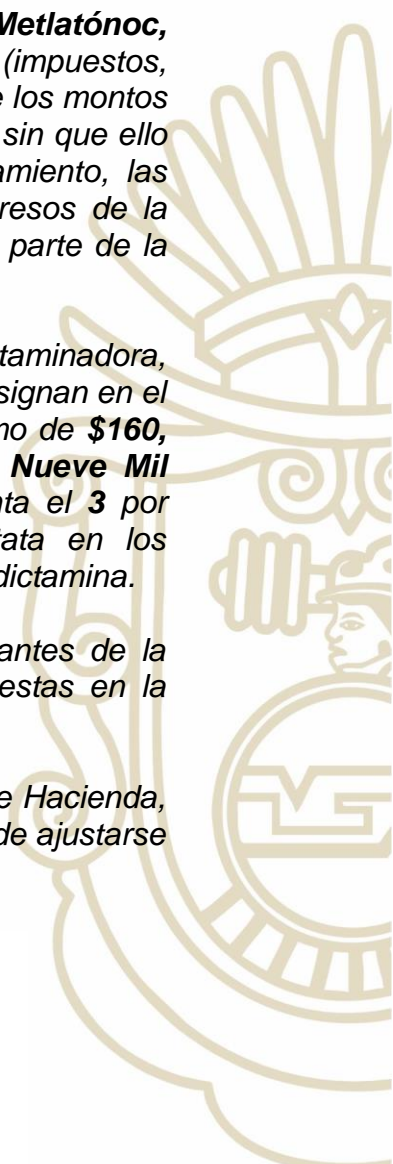 Metlatónoc,
(impuestos,
e los montos
sin que ello
amiento, las
resos de la
parte de la
taminadora,
signan en el
mo de $160,
Nueve Mil
nta el 3 por
tata en los
dictamina.
antes de la
estas en la
e Hacienda,
de ajustarse